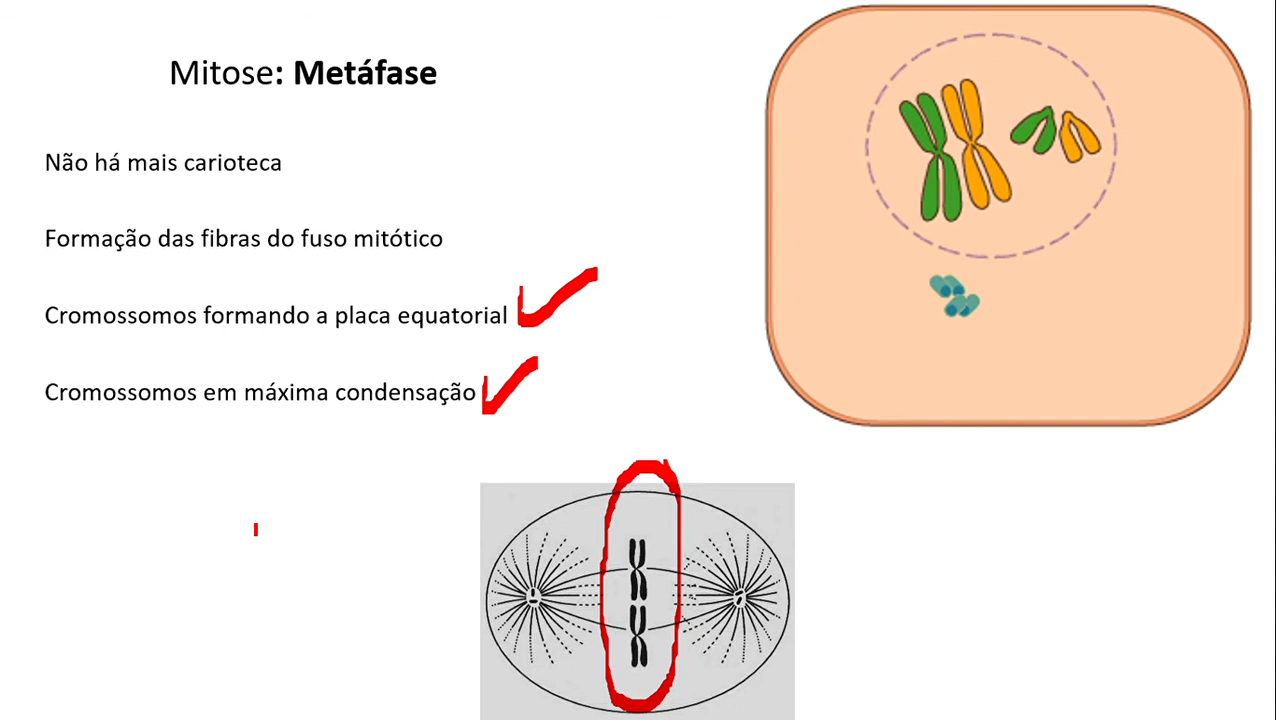 Mitose: Metáfase
Não há mais carioteca
Formação das fibras do fuso mitótico
Cromossomos formando a placa equatorial
Cromossomos em máxima condensação